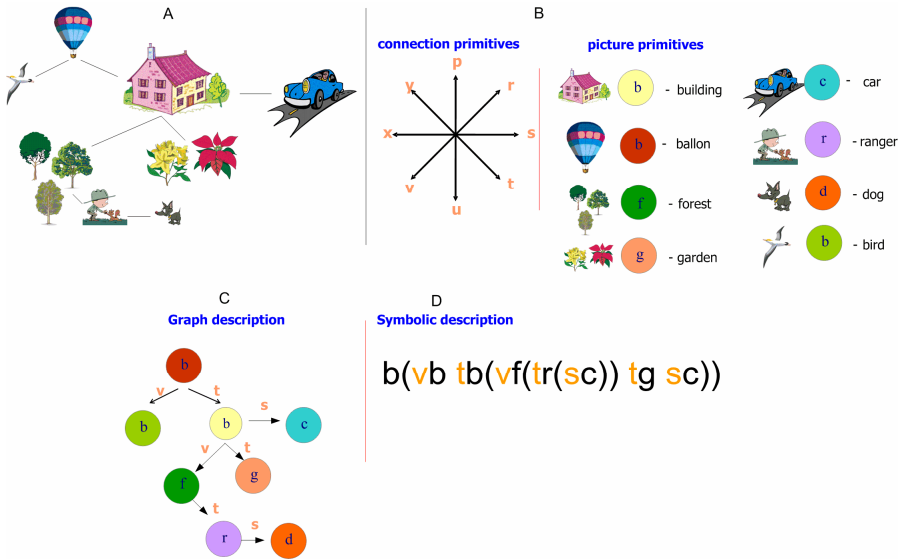 A
B
connection primitives
picture primitives
p
y
r
x
s
v
t
u
b - building
c - car
b - ballon
r - ranger
f - forest
d - dog
g - garden
b - bird
C
D
Graph description
Symbolic description
b
v
t
b
b
s
c
v
t
f
g
t
r
s
d
b(vb tb(vf(tr(sc)) tg sc))